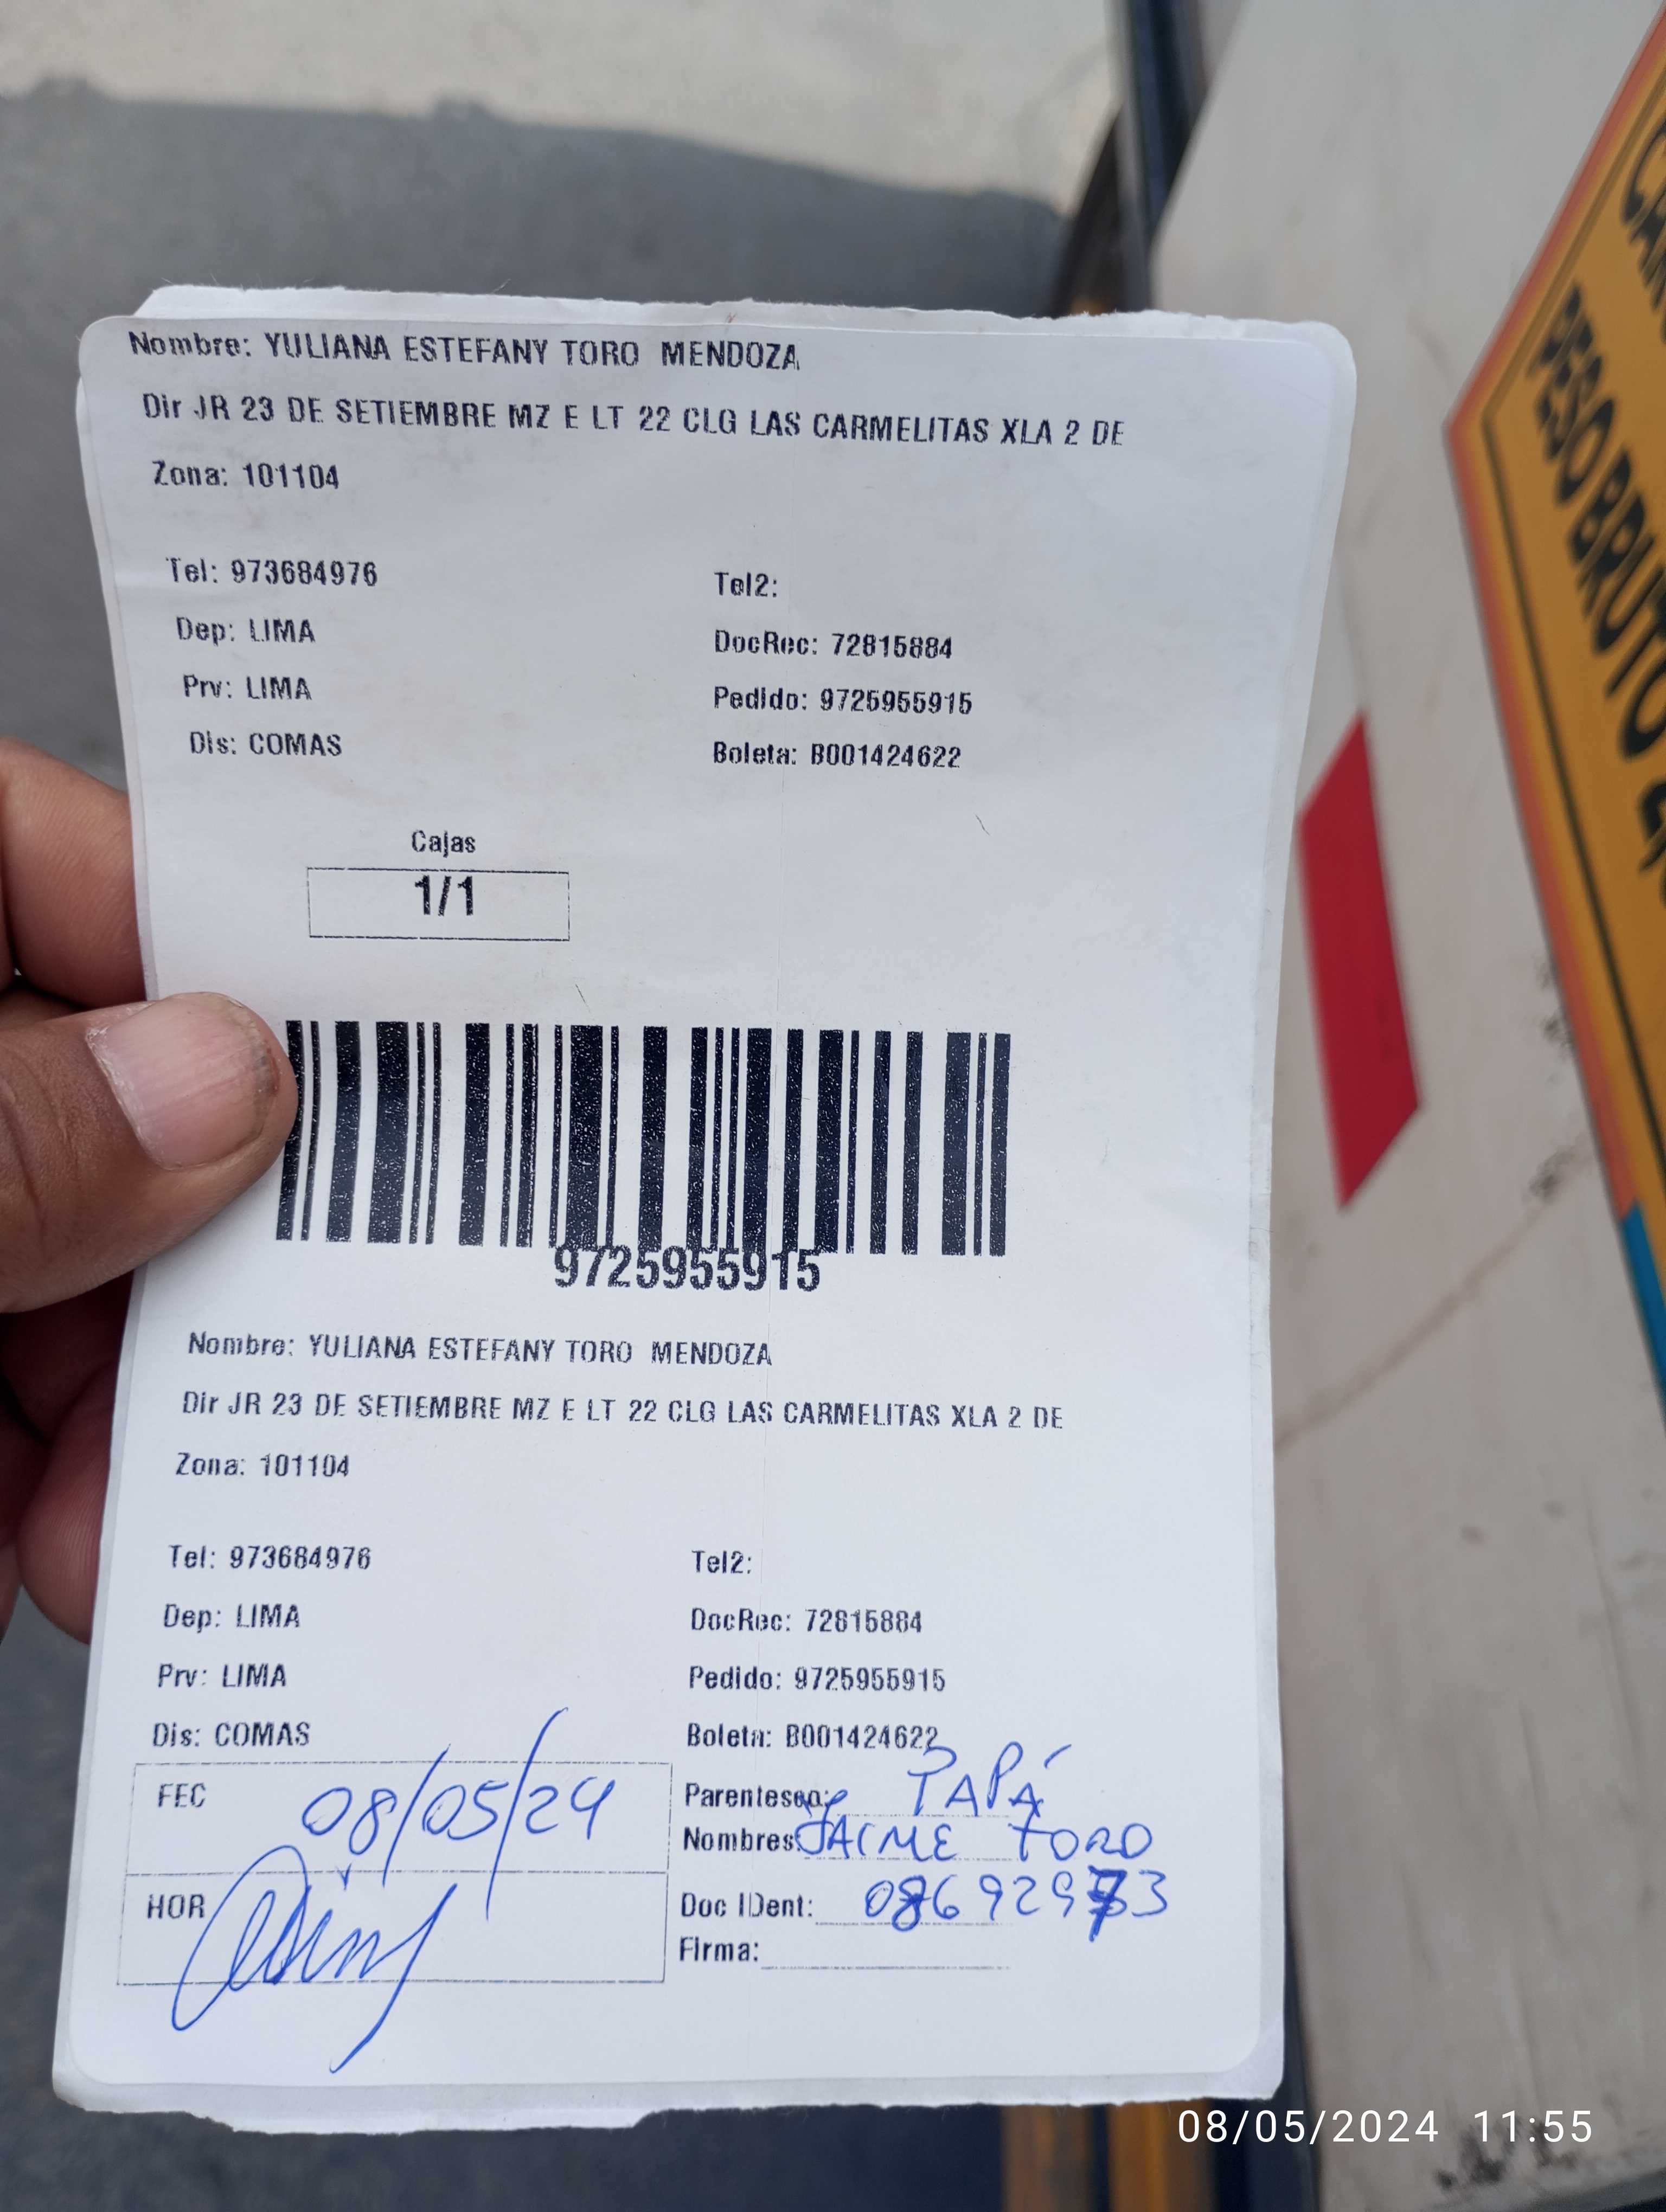 Nombre: YULIANA ESTEFANY TORO MENDOZA
Dir JR 23 DE SETIEMBRE MZ E LT 22 CLG LAS CARMELITAS XLA 2 DE
Zona: 101104
Tel: 973684976 Tel2:
Dep: LIMA DocRec: 72815884
Prv: LIMA Pedido: 9725955915
Dis: COMAS Boleta: B001424622
Cajas
1/1
9725955915
Nombre: YULIANA ESTEFANY TORO MENDOZA
Dir JR 23 DE SETIEMBRE MZ E LT 22 CLG LAS CARMELITAS XLA 2 DE
Zona: 101104
Tel: 973684976 Tel2:
Dep: LIMA DocRec: 72815884
Prv: LIMA Pedido: 9725955915
Dis: COMAS Boleta: B001424622
FEC 08/05/24 Parentesco: PAPÁ
Nombres: JAIME TORO
HOR Doc IDent:
Firma:
PESO BRUTO
08/05/2024 11:55